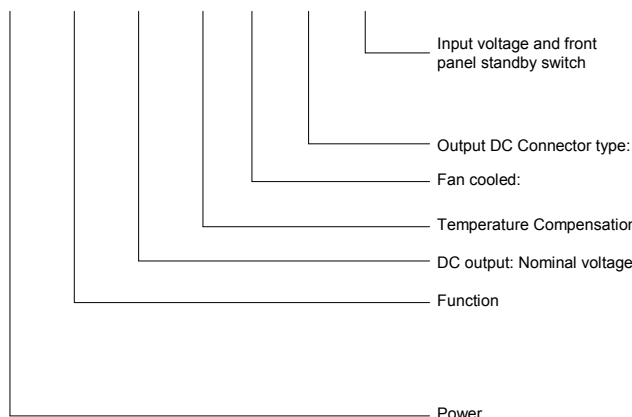 Input voltage and front
panel standby switch
Output DC Connector type:
Fan cooled:
Temperature Compensation
DC output: Nominal voltage
Function
Power